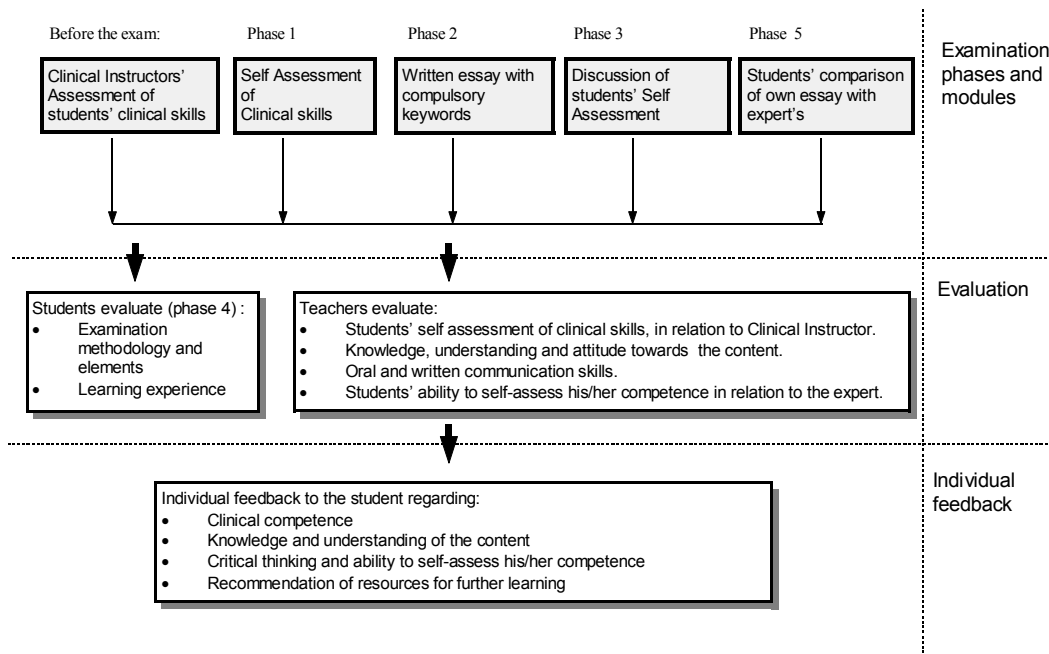 Before the exam:
Phase 1
Phase 2
Phase 3
Phase 5
Clinical Instructors'
Assessment of
students' clinical skills
Self Assessment
of
Clinical skills
Written essay with
compulsory
keywords
Discussion of
students' Self
Assessment
Students' comparison
of own essay with
expert's
Examination
phases and
modules
Students evaluate (phase 4) :
• Examination
methodology and
elements
• Learning experience
Teachers evaluate:
• Students' self assessment of clinical skills, in relation to Clinical Instructor.
• Knowledge, understanding and attitude towards the content.
• Oral and written communication skills.
• Students' ability to self-assess his/her competence in relation to the expert.
Evaluation
Individual feedback to the student regarding:
• Clinical competence
• Knowledge and understanding of the content
• Critical thinking and ability to self-assess his/her competence
• Recommendation of resources for further learning
Individual
feedback